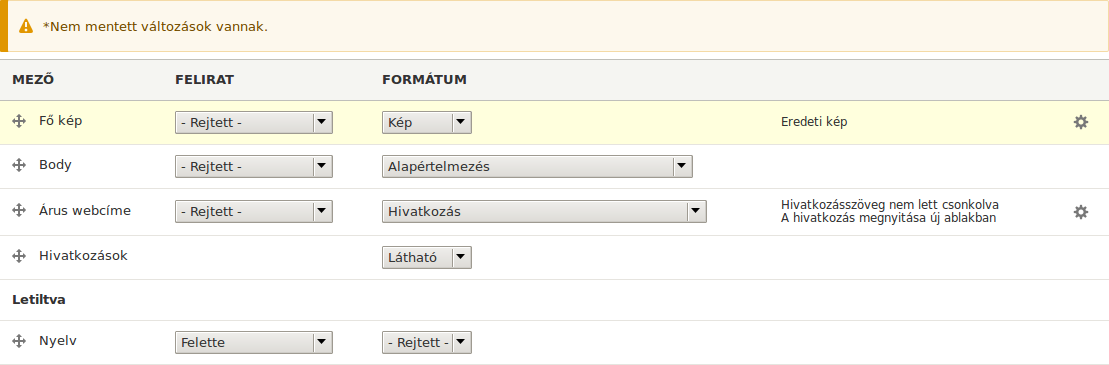 *Nem mentett változások vannak.
MEZŐ FELIRAT FORMÁTUM
Fő kép - Rejtett - Kép Eredeti kép
Body - Rejtett - Alapértelmezés
Árus webcíme - Rejtett - Hivatkozás Hivatkozásszöveg nem lett csonkolva
A hivatkozás megnyitása új ablakban
Hivatkozások Látható
Letiltva
Nyelv Felette - Rejtett -